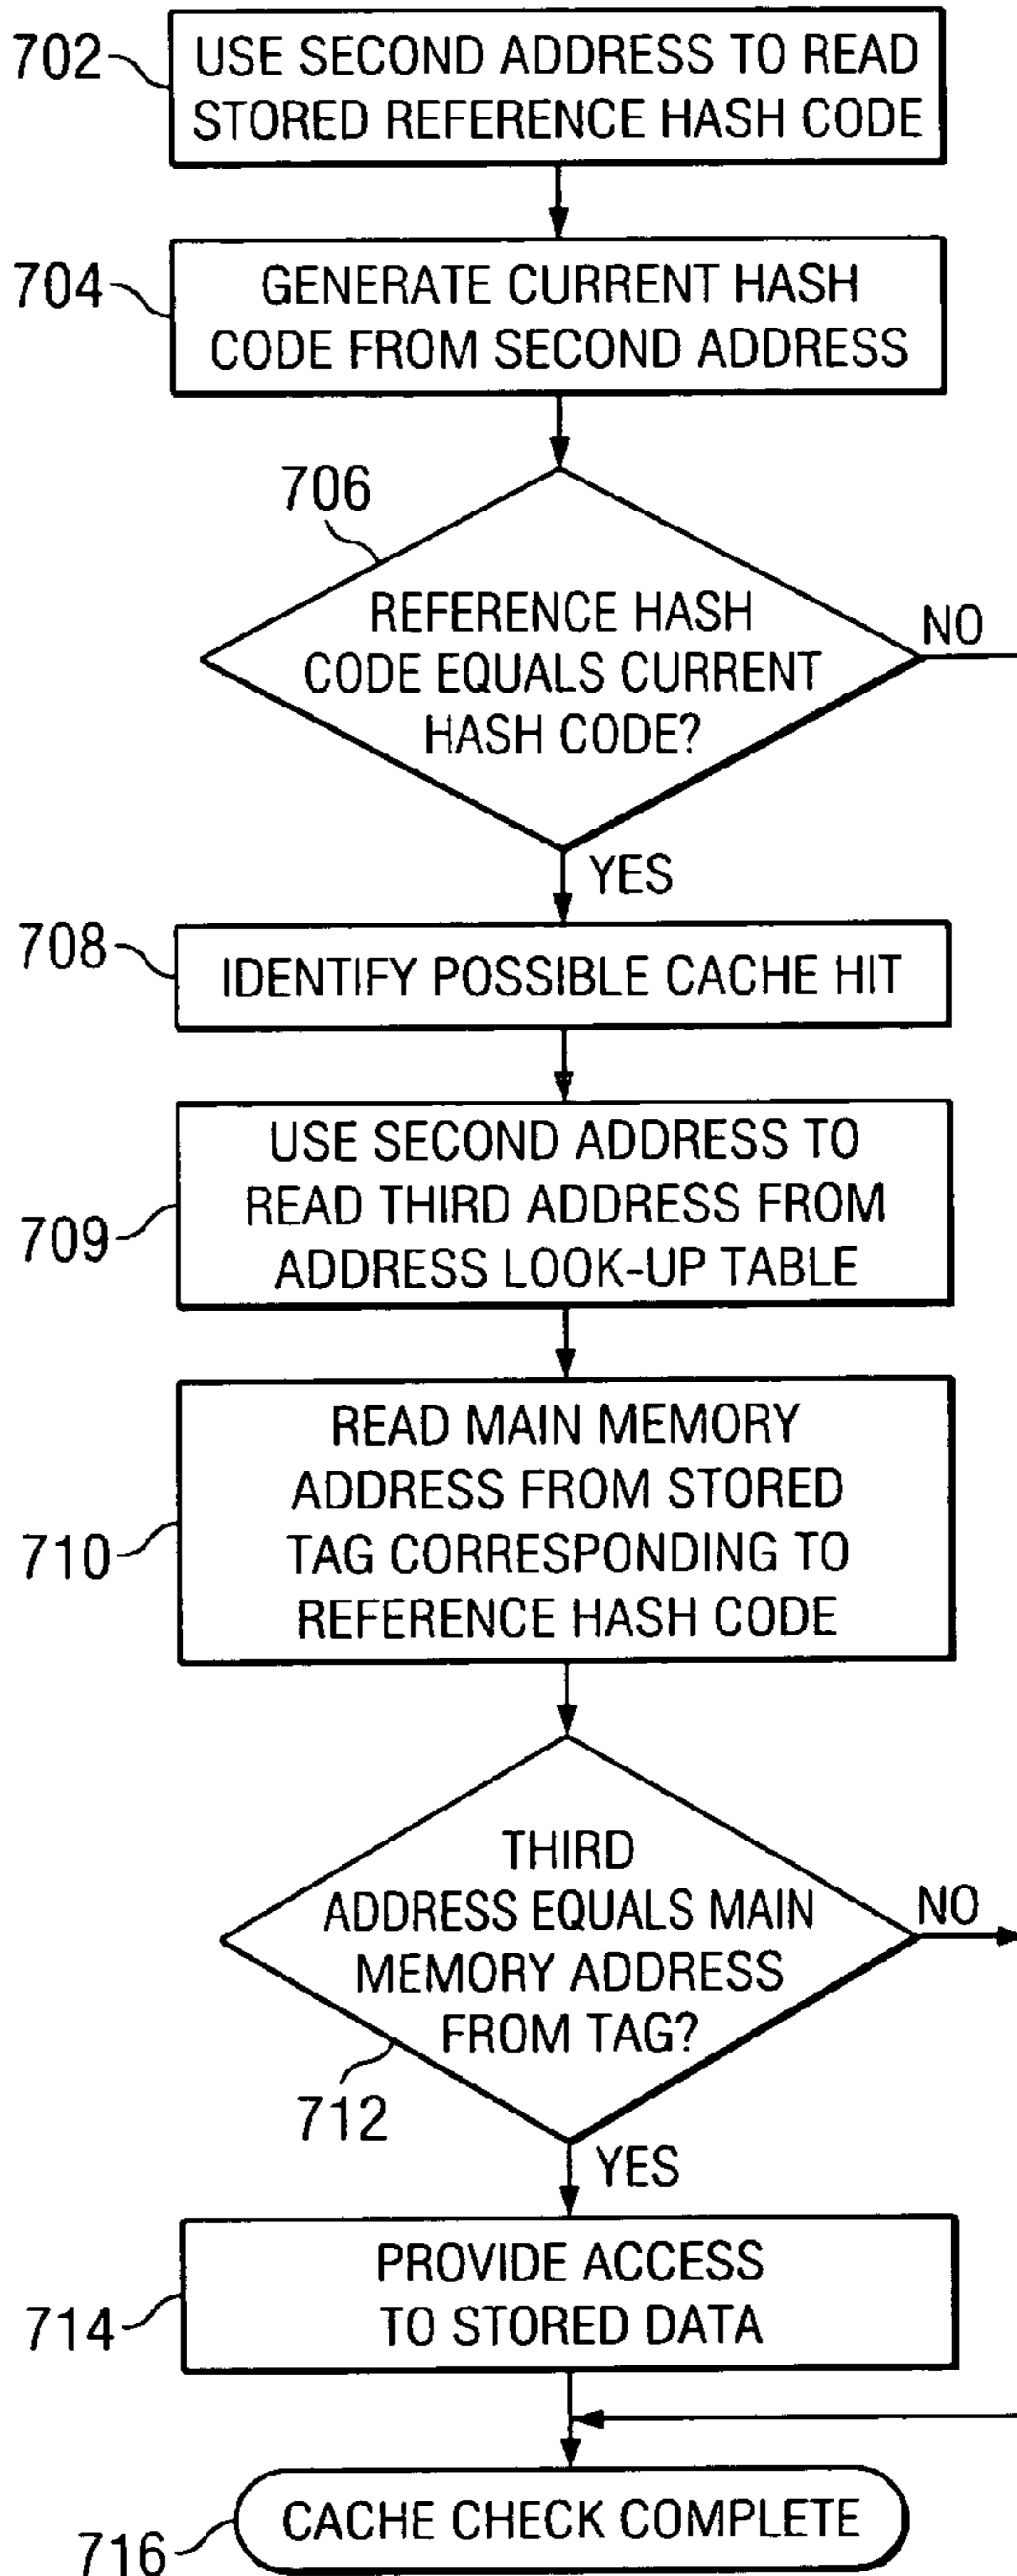 702
USE SECOND ADDRESS TO READ
STORED REFERENCE HASH CODE
704
GENERATE CURRENT HASH
CODE FROM SECOND ADDRESS
706
REFERENCE HASH
CODE EQUALS CURRENT
HASH CODE?
NO
YES
708
IDENTIFY POSSIBLE CACHE HIT
709
USE SECOND ADDRESS TO
READ THIRD ADDRESS FROM
ADDRESS LOOK-UP TABLE
710
READ MAIN MEMORY
ADDRESS FROM STORED
TAG CORRESPONDING TO
REFERENCE HASH CODE
THIRD
ADDRESS EQUALS MAIN
MEMORY ADDRESS
FROM TAG?
NO
712
YES
714
PROVIDE ACCESS
TO STORED DATA
716
CACHE CHECK COMPLETE